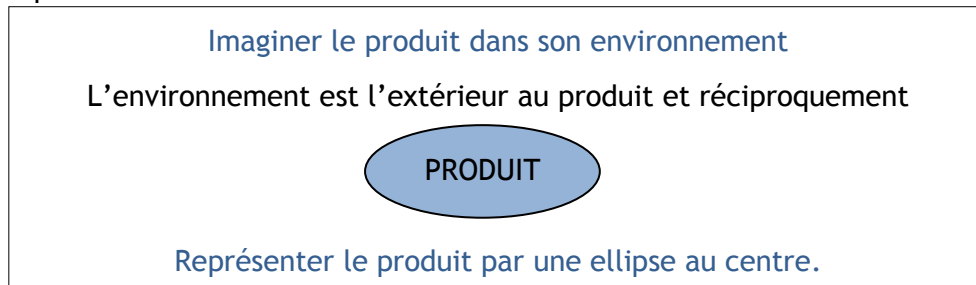 Imaginer le produit dans son environnement
L’environnement est l’extérieur au produit et réciproquement
PRODUIT
Représenter le produit par une ellipse au centre.